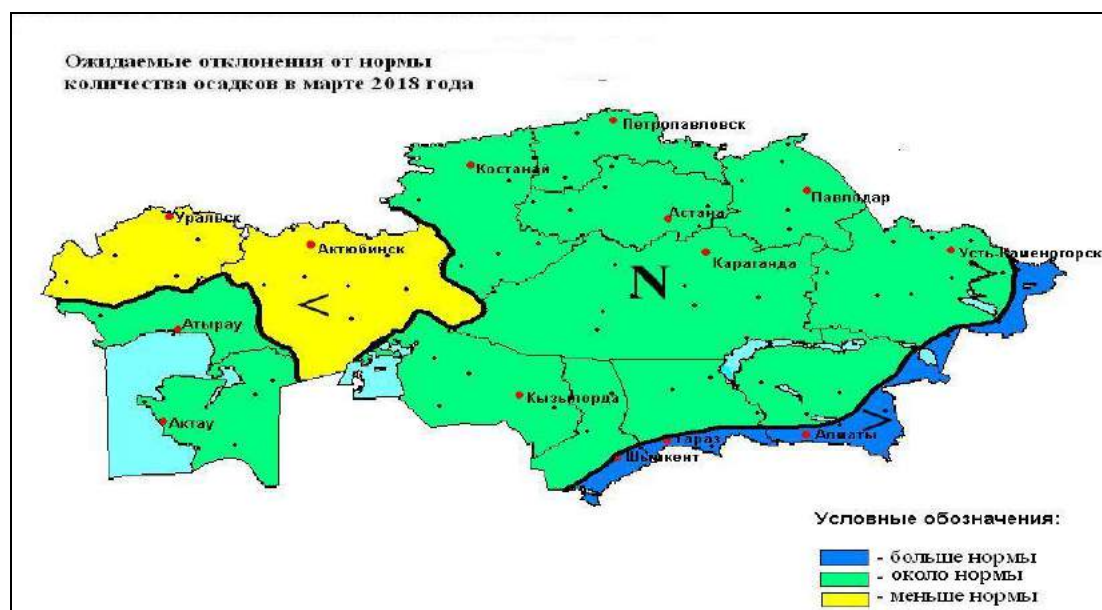 Ожидаемые отклонения от нормы
количества осадков в марте 2018 года
Петропавловск
Костанай
Павлодар
Уральск
Астана
Актюбинск
Караганда
Усть-Каменогорск
N
<
>
Атырау
Кызылорда
Актау
>
Тараз
Алматы
Шымкент
Условные обозначения:
- больше нормы
- около нормы
- меньше нормы